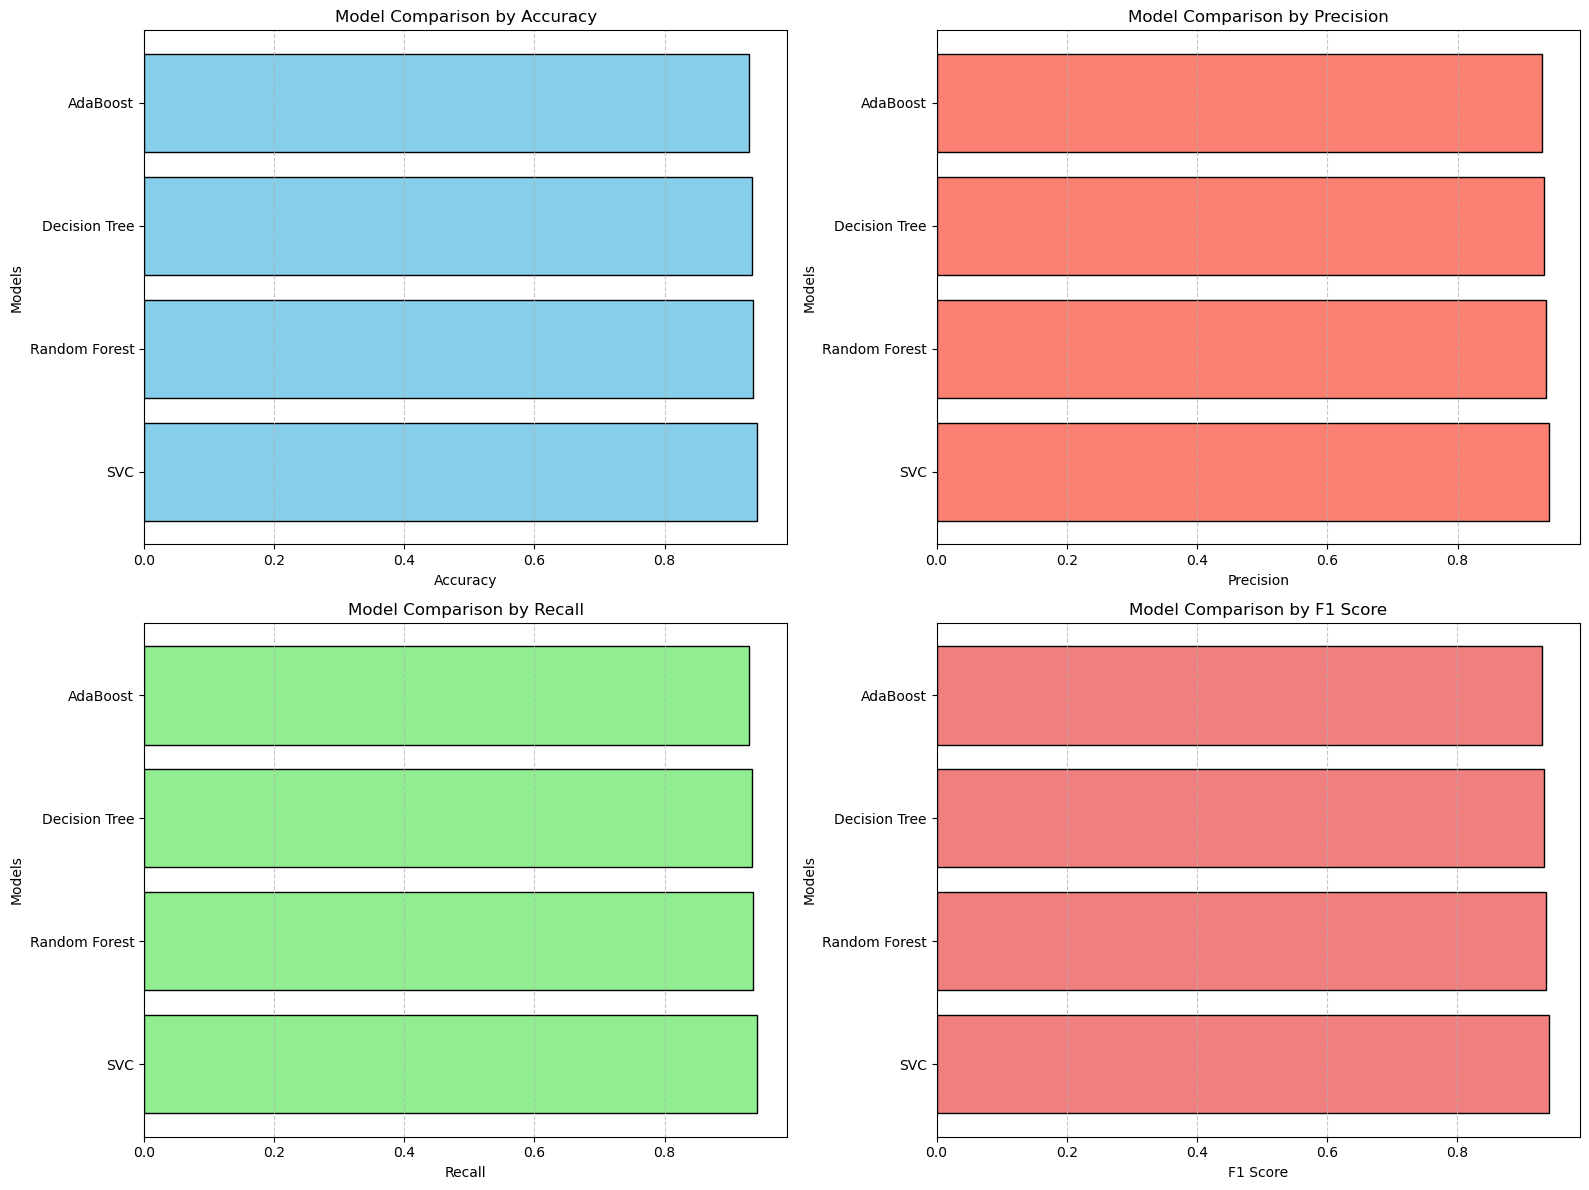 Model Comparison by Accuracy
AdaBoost
Decision Tree
Random Forest
SVC
Models
0.0 0.2 0.4 0.6 0.8
Accuracy
Model Comparison by Precision
AdaBoost
Decision Tree
Random Forest
SVC
Models
0.0 0.2 0.4 0.6 0.8
Precision
Model Comparison by Recall
AdaBoost
Decision Tree
Random Forest
SVC
Models
0.0 0.2 0.4 0.6 0.8
Recall
Model Comparison by F1 Score
AdaBoost
Decision Tree
Random Forest
SVC
Models
0.0 0.2 0.4 0.6 0.8
F1 Score